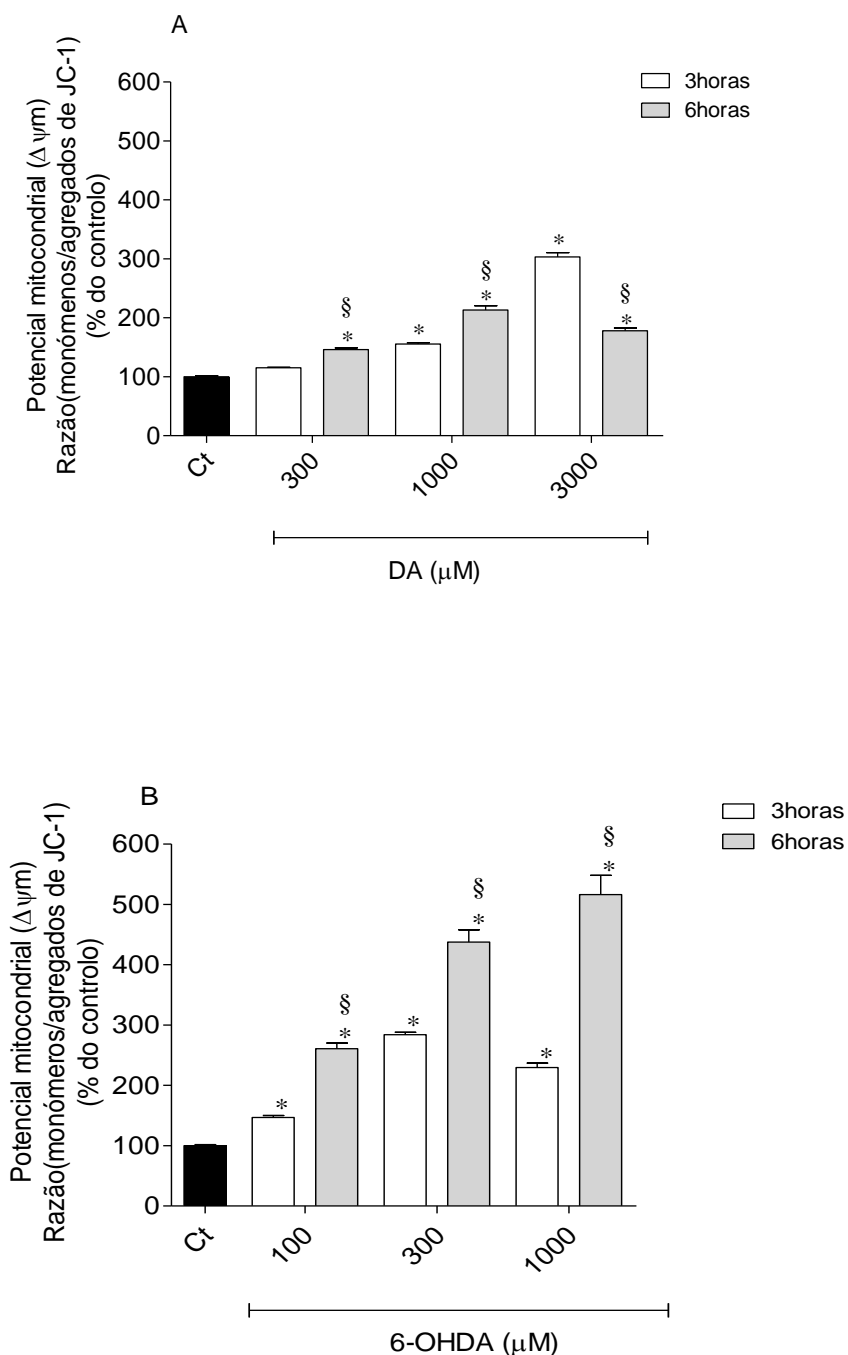 A
3horas
6horas
Potencial mitocondrial (Δψm)
Razão(monómenos/agregados de JC-1)
(% do controlo)
600
500
400
300
200
100
0
§
*
*
§
*
*
§
*
Ct
300
1000
3000
DA (μM)
B
3horas
6horas
Potencial mitocondrial (Δψm)
Razão(monómeros/agregados de JC-1)
(% do controlo)
600
500
400
300
200
100
0
*
§
*
*
§
*
*
§
*
Ct
100
300
1000
6-OHDA (μM)